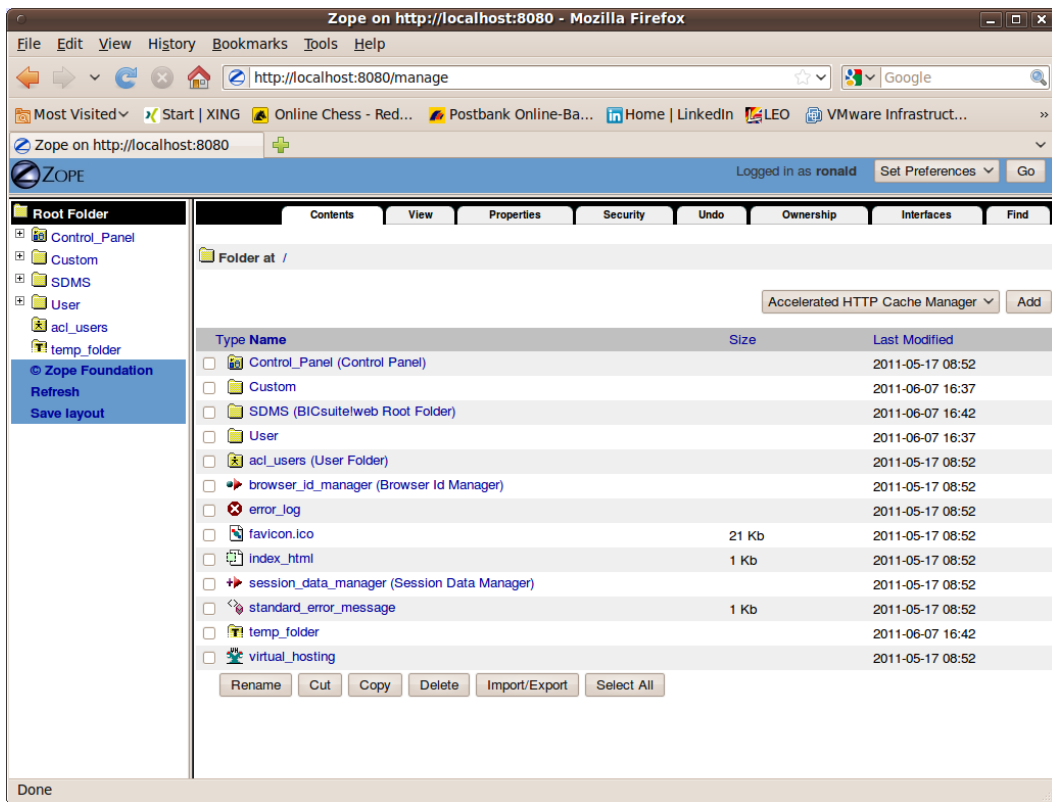 Zope on http://localhost:8080 - Mozilla Firefox
File Edit View History Bookmarks Tools Help
http://localhost:8080/manage Google
Most Visited Start | XING Online Chess - Red... Postbank Online-Ba... Home | LinkedIn LEO VMware Infrastruct... »
Zope on http://localhost:8080
ZOPE Logged in as ronald Set Preferences Go
Root Folder
Control_Panel
Custom
SDMS
User
acl_users
temp_folder
© Zope Foundation
Refresh
Save layout
Contents View Properties Security Undo Ownership Interfaces Find
Folder at /
Accelerated HTTP Cache Manager Add
Type Name Size Last Modified
Control_Panel (Control Panel) 2011-05-17 08:52
Custom 2011-06-07 16:37
SDMS (BICsuite!web Root Folder) 2011-06-07 16:42
User 2011-06-07 16:37
acl_users (User Folder) 2011-05-17 08:52
browser_id_manager (Browser Id Manager) 2011-05-17 08:52
error_log 2011-05-17 08:52
favicon.ico 21 Kb 2011-05-17 08:52
index_html 1 Kb 2011-05-17 08:52
session_data_manager (Session Data Manager) 2011-05-17 08:52
standard_error_message 1 Kb 2011-05-17 08:52
temp_folder 2011-06-07 16:42
virtual_hosting 2011-05-17 08:52
Rename Cut Copy Delete Import/Export Select All
Done